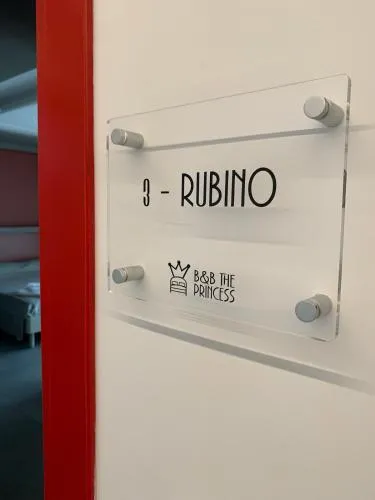 3 - RUBINO
B&B THE
PRINCESS